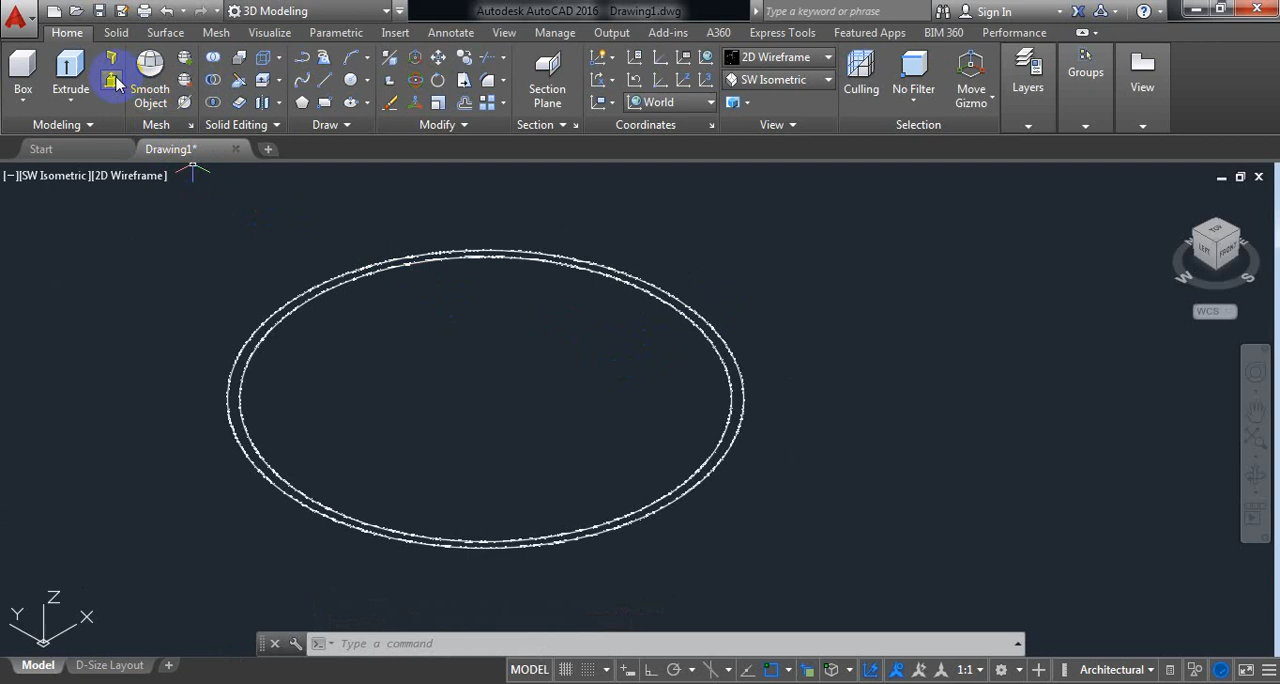 3D Modeling
Autodesk AutoCAD 2016 Drawing1.dwg
Type a keyword or phrase
Sign In
Home Solid Surface Mesh Visualize Parametric Insert Annotate View Manage Output Add-ins A360 Express Tools Featured Apps BIM 360 Performance
2D Wireframe
SW Isometric
World
Box Extrude Smooth Object Section Plane Culling No Filter Move Gizmo Layers Groups View
Modeling Mesh Solid Editing Draw Modify Section Coordinates View Selection
Start Drawing1* +
[−][SW Isometric][2D Wireframe]
TOP
LEFT FRONT
W S
WCS
Z
Y X
Type a command
Model D-Size Layout + MODEL 1:1 Architectural